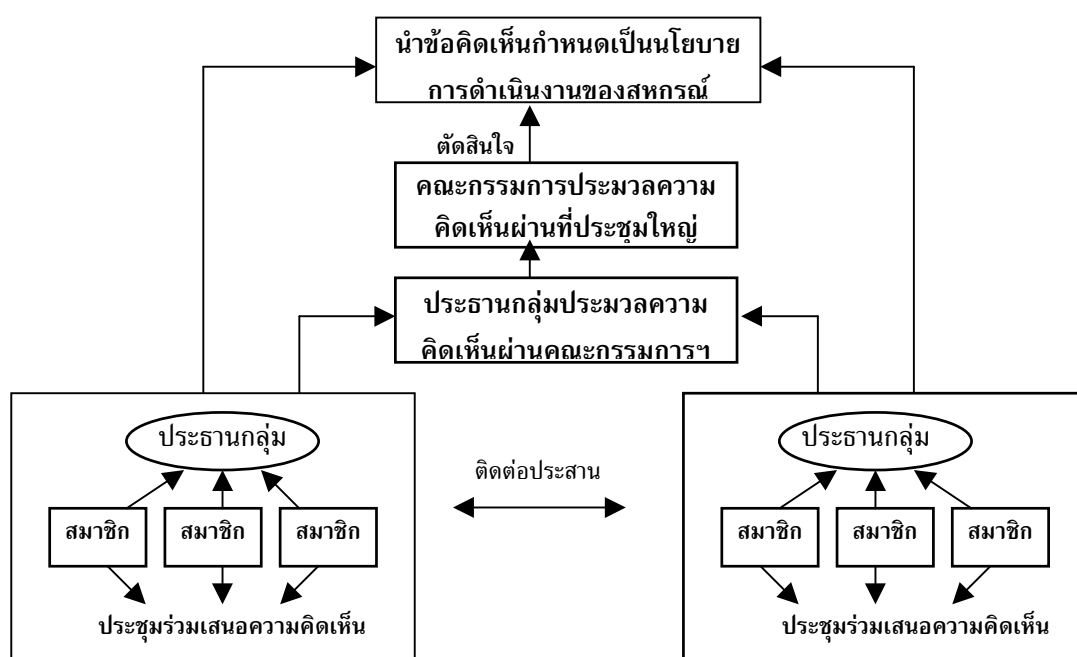 นำข้อคิดเห็นกำหนดเป็นนโยบาย
การดำเนินงานของสหกรณ์
ตัดสินใจ
คณะกรรมการประมวลความ
คิดเห็นผ่านที่ประชุมใหญ่
ประธานกลุ่มประมวลความ
คิดเห็นผ่านคณะกรรมการฯ
ประธานกลุ่ม
สมาชิก สมาชิก สมาชิก
ประชุมร่วมเสนอความคิดเห็น
ติดต่อประสาน
ประธานกลุ่ม
สมาชิก สมาชิก สมาชิก
ประชุมร่วมเสนอความคิดเห็น